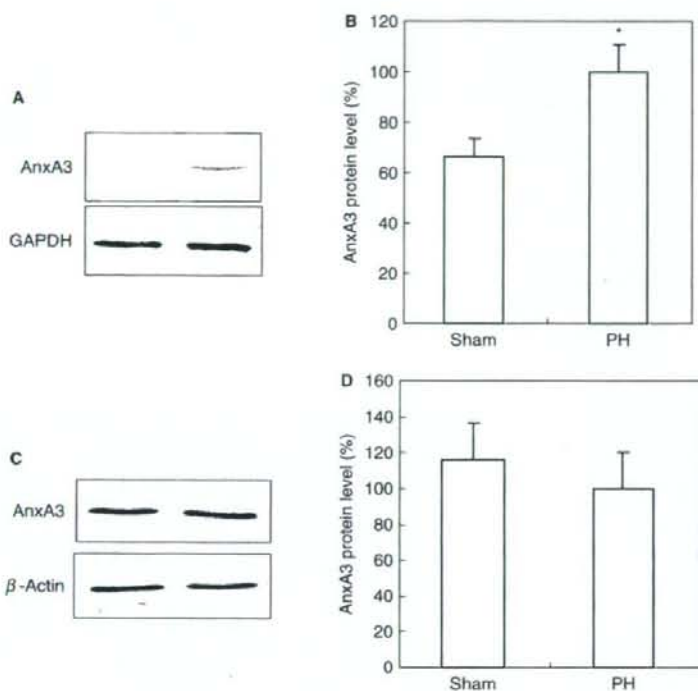 A
AnxA3
GAPDH
B
AnxA3 protein level (%)
120
100
80
60
40
20
0
Sham PH
*
C
AnxA3
β-Actin
D
AnxA3 protein level (%)
160
140
120
100
80
60
40
20
0
Sham PH